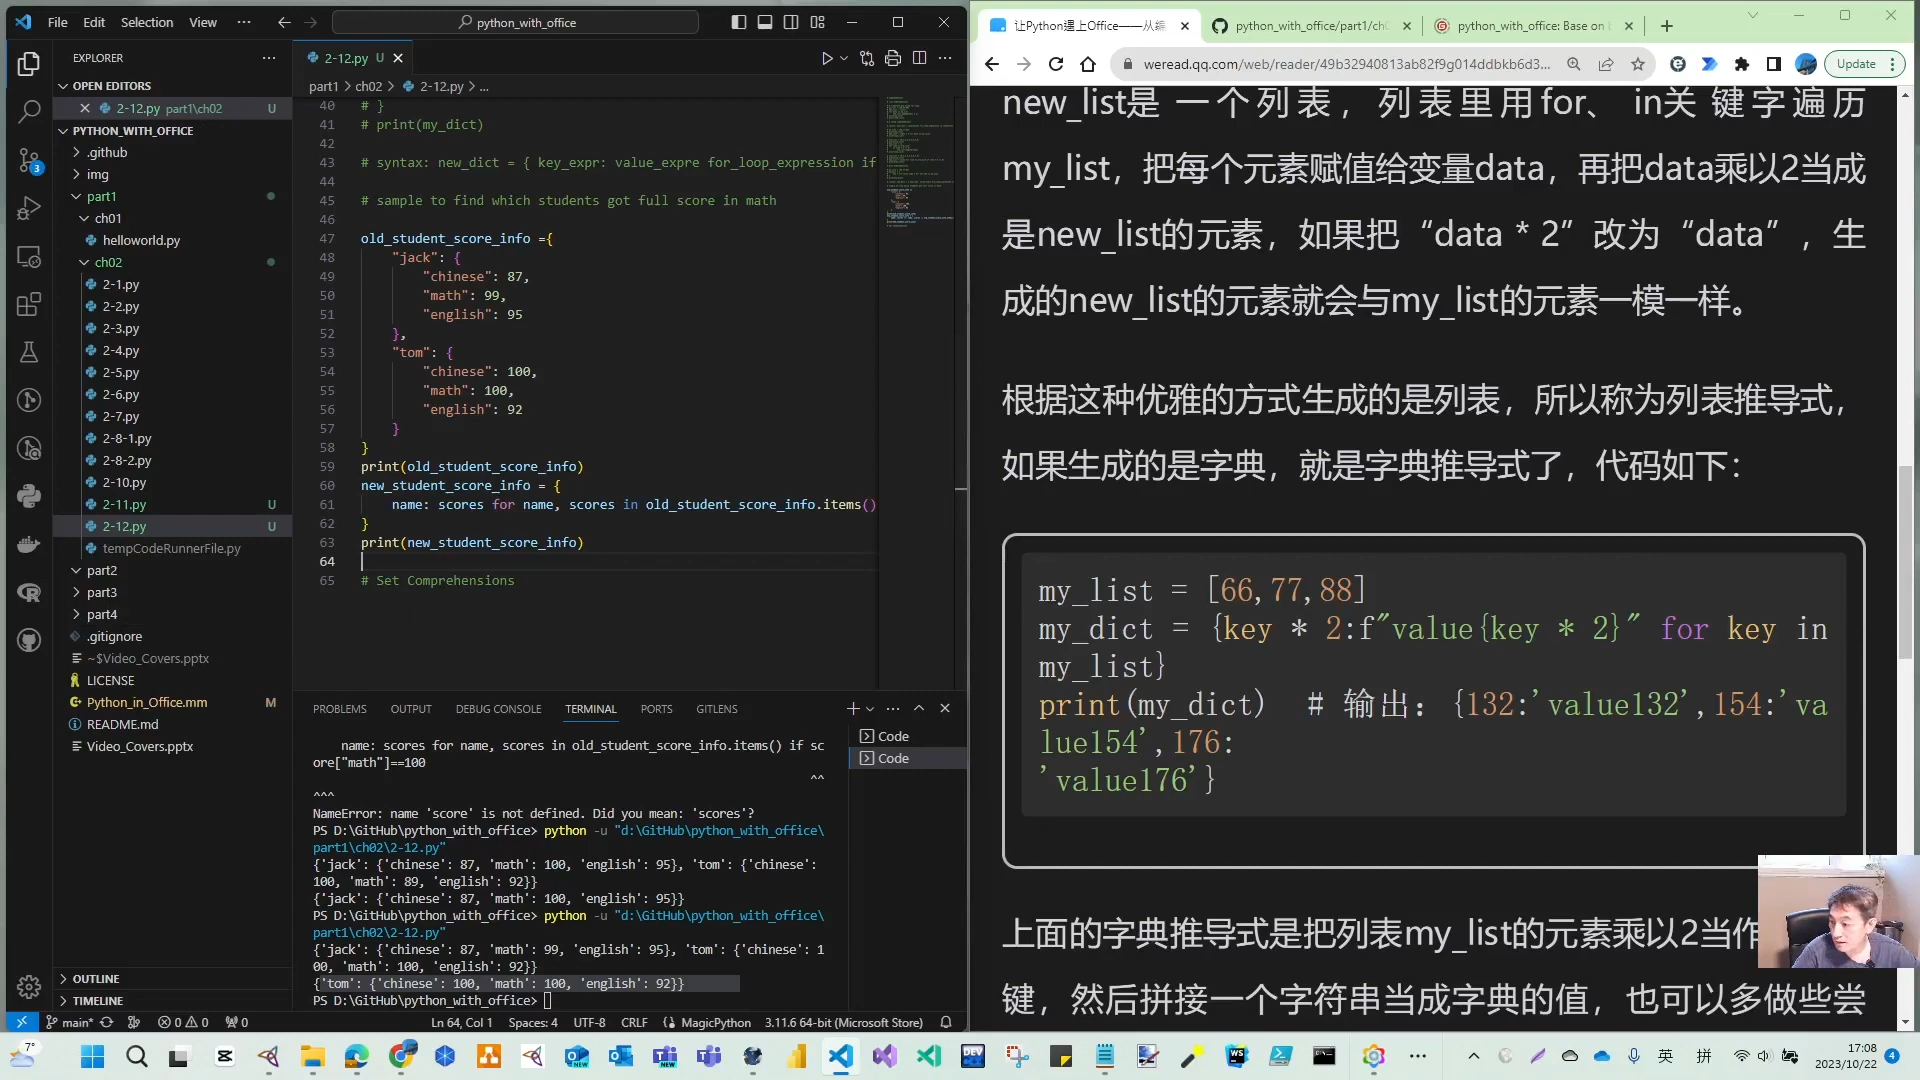 File Edit Selection View ··· python_with_office
EXPLORER
OPEN EDITORS
2-12.py part1\ch02 U
PYTHON_WITH_OFFICE
.github
img
part1
ch01
helloworld.py
ch02
2-1.py
2-2.py
2-3.py
2-4.py
2-5.py
2-6.py
2-7.py
2-8-1.py
2-8-2.py
2-10.py
2-11.py U
2-12.py U
tempCodeRunnerFile.py
part2
part3
part4
.gitignore
~$Video_Covers.pptx
LICENSE
Python_in_Office.mm M
README.md
Video_Covers.pptx
OUTLINE
TIMELINE
2-12.py U
part1 > ch02 > 2-12.py > ...
40 # }
41 # print(my_dict)
42
43 # syntax: new_dict = { key_expr: value_expre for_loop_expression if
44
45 # sample to find which students got full score in math
46
47 old_student_score_info ={
48 "jack": {
49 "chinese": 87,
50 "math": 99,
51 "english": 95
52 },
53 "tom": {
54 "chinese": 100,
55 "math": 100,
56 "english": 92
57 }
58 }
59 print(old_student_score_info)
60 new_student_score_info = {
61 name: scores for name, scores in old_student_score_info.items()
62 }
63 print(new_student_score_info)
64
65 # Set Comprehensions
PROBLEMS OUTPUT DEBUG CONSOLE TERMINAL PORTS GITLENS
Code
Code
name: scores for name, scores in old_student_score_info.items() if sc
ore["math"]==100
^^
^^^
NameError: name 'score' is not defined. Did you mean: 'scores'?
PS D:\GitHub\python_with_office> python -u "d:\GitHub\python_with_office\
part1\ch02\2-12.py"
{'jack': {'chinese': 87, 'math': 100, 'english': 95}, 'tom': {'chinese':
100, 'math': 89, 'english': 92}}
{'jack': {'chinese': 87, 'math': 100, 'english': 95}}
PS D:\GitHub\python_with_office> python -u "d:\GitHub\python_with_office\
part1\ch02\2-12.py"
{'jack': {'chinese': 87, 'math': 99, 'english': 95}, 'tom': {'chinese': 1
00, 'math': 100, 'english': 92}}
{'tom': {'chinese': 100, 'math': 100, 'english': 92}}
PS D:\GitHub\python_with_office>
main* 0 0 0 Ln 64, Col 1 Spaces: 4 UTF-8 CRLF MagicPython 3.11.6 64-bit (Microsoft Store)
让Python遇上Office——从编 python_with_office/part1/ch0 python_with_office: Base on
weread.qq.com/web/reader/49b32940813ab82f9g014ddbkb6d3... Update
new_list是 一个列表，列表里用for、 in关 键字遍历
my_list，把每个元素赋值给变量data，再把data乘以2当成
是new_list的元素，如果把“data * 2”改为“data”，生
成的new_list的元素就会与my_list的元素一模一样。
根据这种优雅的方式生成的是列表，所以称为列表推导式，
如果生成的是字典，就是字典推导式了，代码如下：
my_list = [66,77,88]
my_dict = {key * 2:f"value{key * 2}" for key in
my_list}
print(my_dict) # 输出：{132:'value132',154:'va
lue154',176:
'value176'}
上面的字典推导式是把列表my_list的元素乘以2当作
键，然后拼接一个字符串当成字典的值，也可以多做些尝
7° 英 拼 17:08
2023/10/22 4